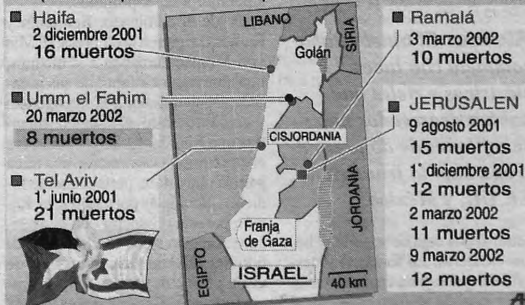 Haifa
2 diciembre 2001
16 muertos
Umm el Fahim
20 marzo 2002
8 muertos
Tel Aviv
1˚ junio 2001
21 muertos
LIBANO
SIRIA
Golán
CISJORDANIA
JORDANIA
Franja
de Gaza
EGIPTO
ISRAEL
40 km
Ramalá
3 marzo 2002
10 muertos
JERUSALEN
9 agosto 2001
15 muertos
1˚ diciembre 2001
12 muertos
2 marzo 2002
11 muertos
9 marzo 2002
12 muertos